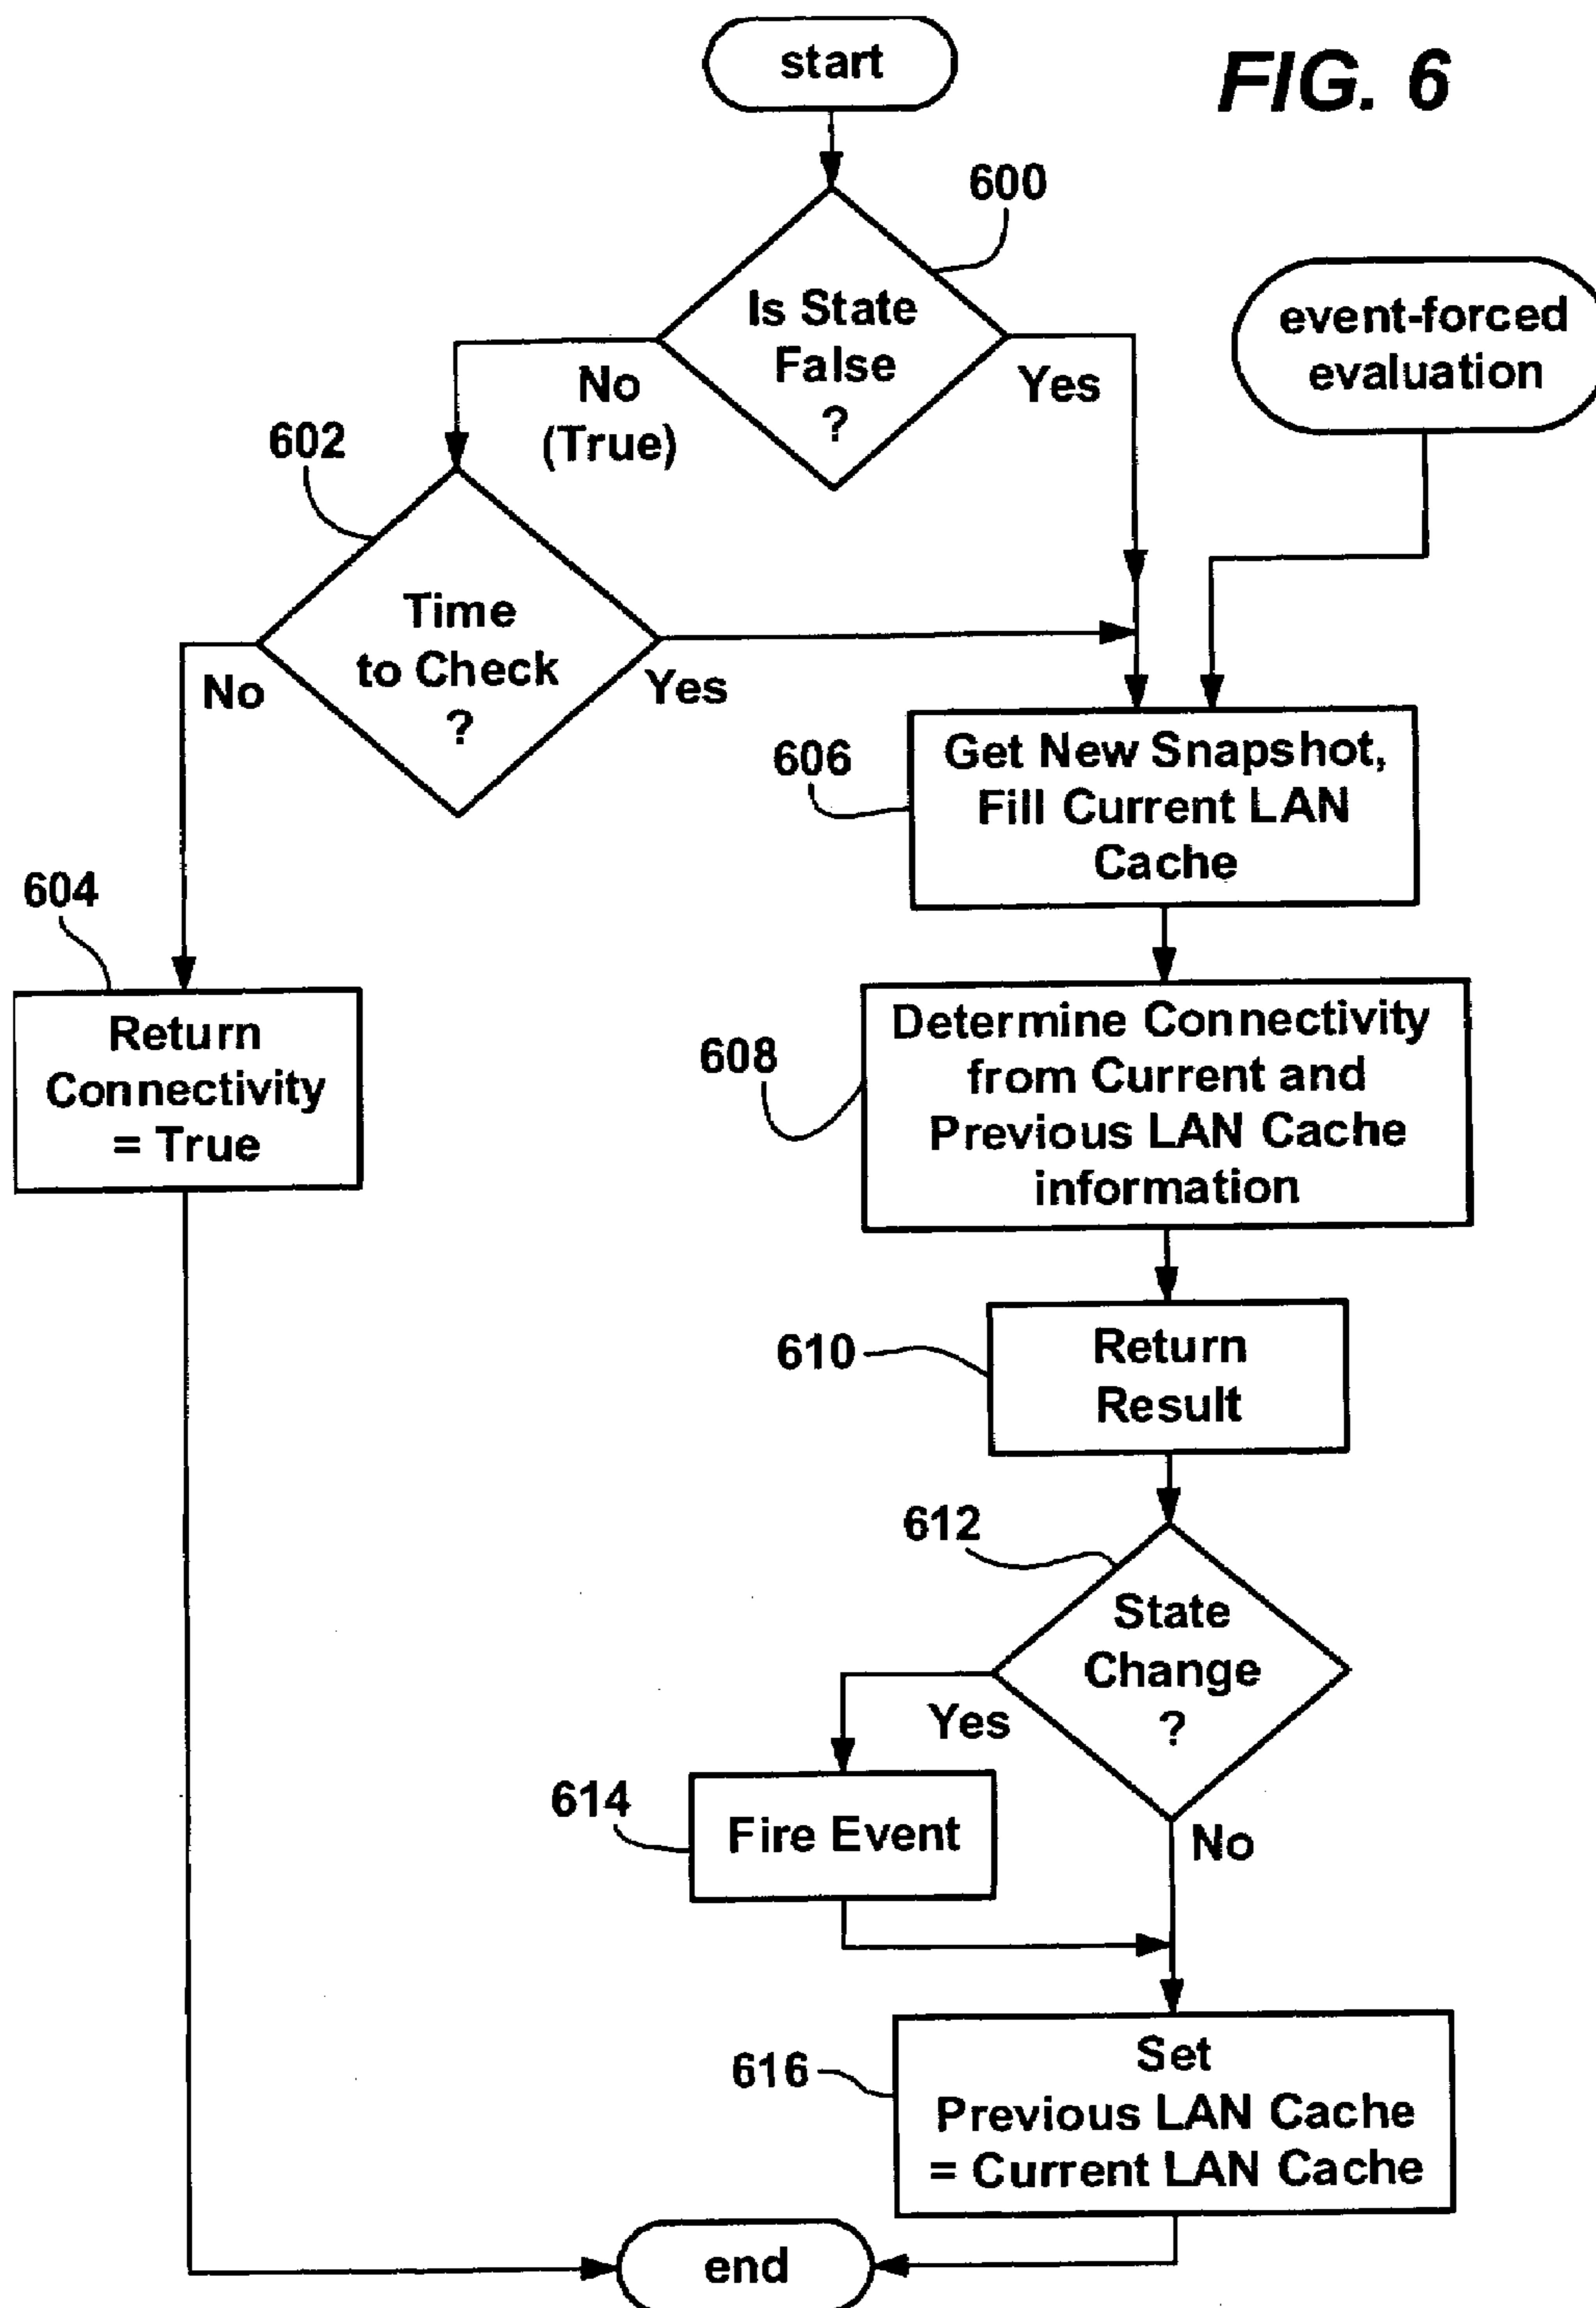 start
FIG. 6
600
Is State
False
?
No
(True)
Yes
event-forced
evaluation
602
Time
to Check
?
No
Yes
606
Get New Snapshot,
Fill Current LAN
Cache
604
Return
Connectivity
= True
608
Determine Connectivity
from Current and
Previous LAN Cache
information
610
Return
Result
612
State
Change
?
Yes
No
614
Fire Event
616
Set
Previous LAN Cache
= Current LAN Cache
end